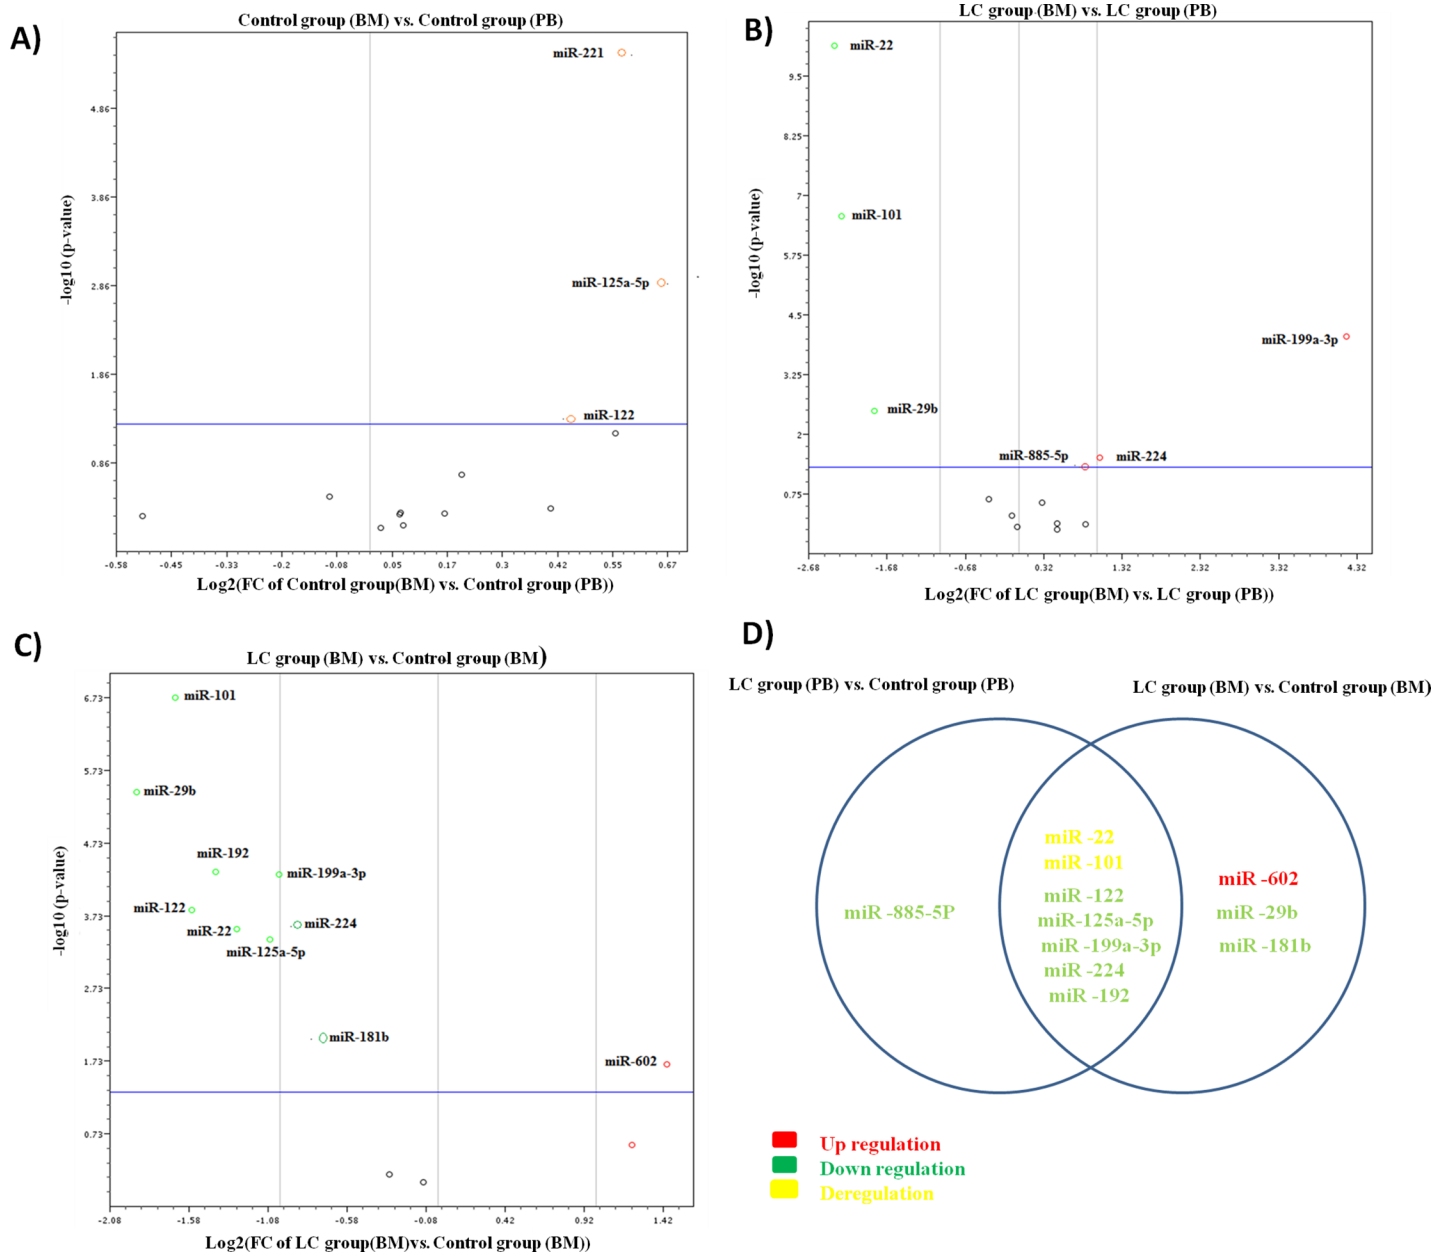 A)
Control group (BM) vs. Control group (PB)
miR-221
miR-125a-5p
miR-122
4.86
3.86
2.86
1.86
0.86
-log10 (p-value)
-0.58
-0.45
-0.33
-0.2
-0.08
0.05
0.17
0.3
0.42
0.55
0.67
Log2(FC of Control group(BM) vs. Control group (PB))
B)
LC group (BM) vs. LC group (PB)
miR-22
miR-101
miR-199a-3p
miR-29b
miR-885-5p
miR-224
9.5
8.25
7
5.75
4.5
3.25
2
0.75
-log10 (p-value)
-2.68
-1.68
-0.68
0.32
1.32
2.32
3.32
4.32
Log2(FC of LC group(BM) vs. LC group (PB))
C)
LC group (BM) vs. Control group (BM)
miR-101
miR-29b
miR-192
miR-199a-3p
miR-122
miR-224
miR-22
miR-125a-5p
miR-181b
miR-602
6.73
5.73
4.73
3.73
2.73
1.73
0.73
-log10 (p-value)
-2.08
-1.58
-1.08
-0.58
-0.08
0.42
0.92
1.42
Log2(FC of LC group(BM)vs. Control group (BM))
D)
LC group (PB) vs. Control group (PB)
LC group (BM) vs. Control group (BM)
miR -885-5P
miR -22
miR -101
miR -122
miR-125a-5p
miR -199a-3p
miR -224
miR -192
miR -602
miR -29b
miR -181b
Up regulation
Down regulation
Deregulation